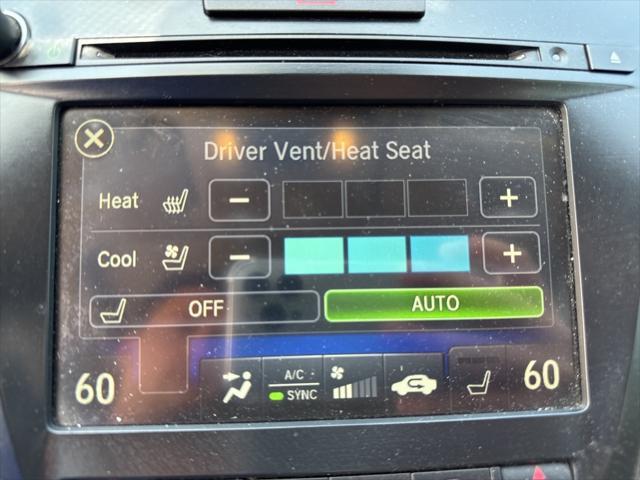 Driver Vent/Heat Seat
Heat − +
Cool − +
OFF AUTO
60 A/C SYNC 60